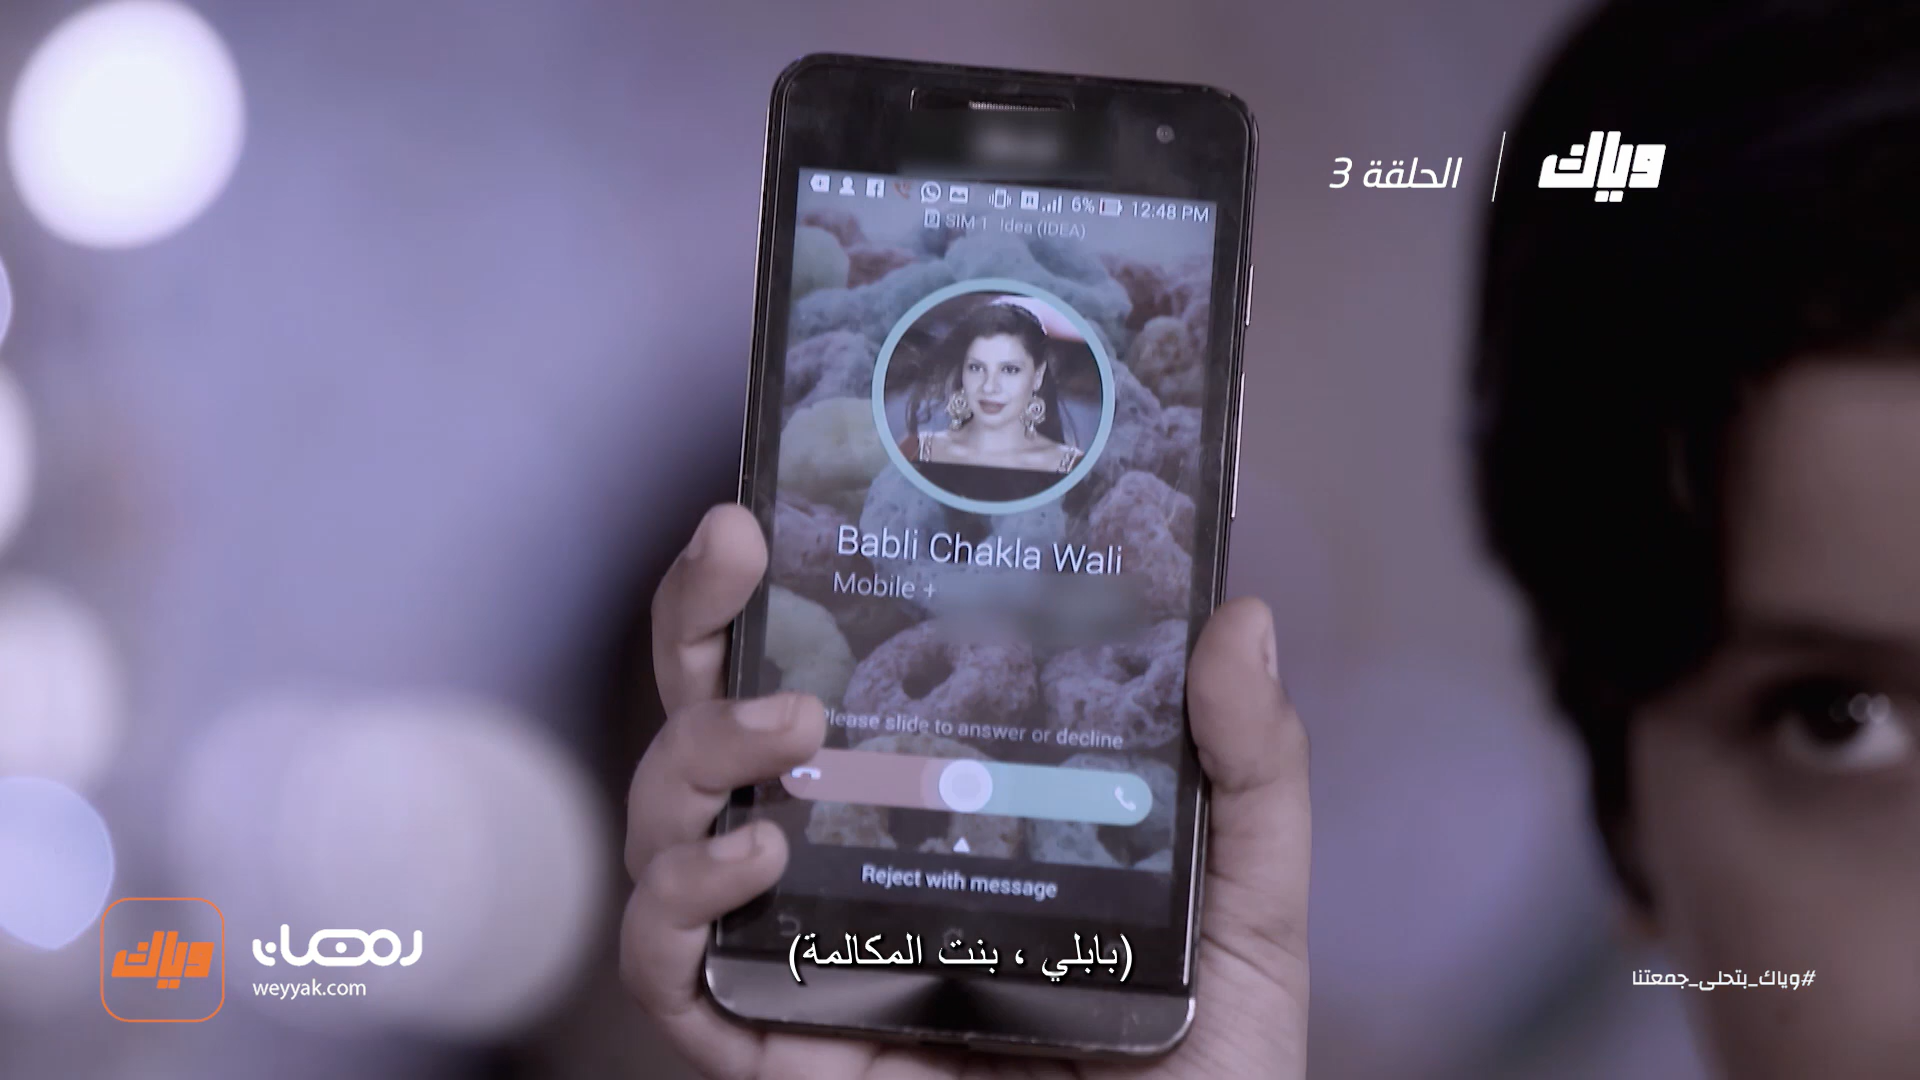 الحلقة 3 | وياك
6% 12:48 PM
SIM 1 Idea (IDEA)
Babli Chakla Wali
Mobile +
Please slide to answer or decline
Reject with message
(بابلي ، بنت المكالمة)
وياك
رمضان
weyyak.com
#وياك_بتحلى_جمعتنا